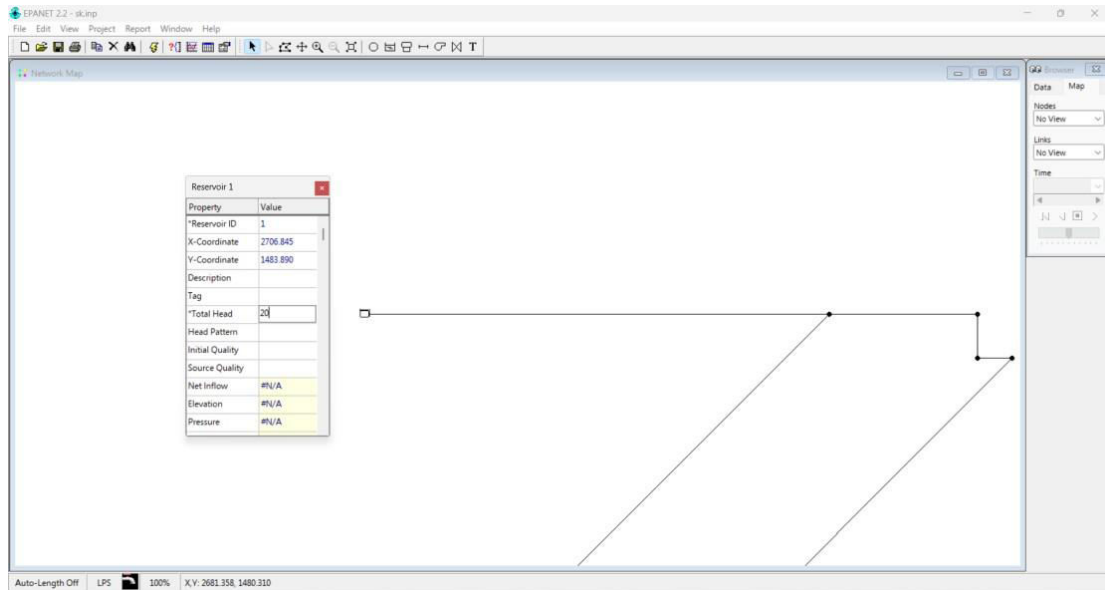 EPANET 2.2 - sk.inp
File Edit View Project Report Window Help
Network Map
Browser
Data Map
Nodes
No View
Links
No View
Time
Reservoir 1
Property Value
*Reservoir ID 1
X-Coordinate 2706.845
Y-Coordinate 1483.890
Description
Tag
*Total Head 20
Head Pattern
Initial Quality
Source Quality
Net Inflow #N/A
Elevation #N/A
Pressure #N/A
Auto-Length Off LPS 100% X,Y: 2681.358, 1480.310